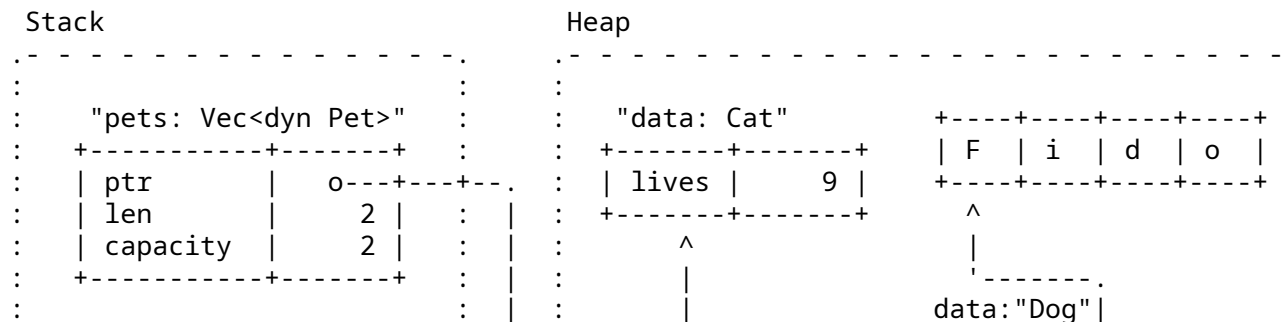 Stack Heap
.- - - - - - - - - - - - - -. .- - - - - - - - - - - - - - - - - - - - - - -
: : :
: "pets: Vec<dyn Pet>" : : "data: Cat" +----+----+----+----+
: +-----------+-------+ : : +-------+-------+ | F | i | d | o |
: | ptr | o---+---+--. : | lives | 9 | +----+----+----+----+
: | len | 2 | : | : +-------+-------+ ^
: | capacity | 2 | : | : ^ |
: +-----------+-------+ : | : | '-------.
: : | : | data:"Dog"|